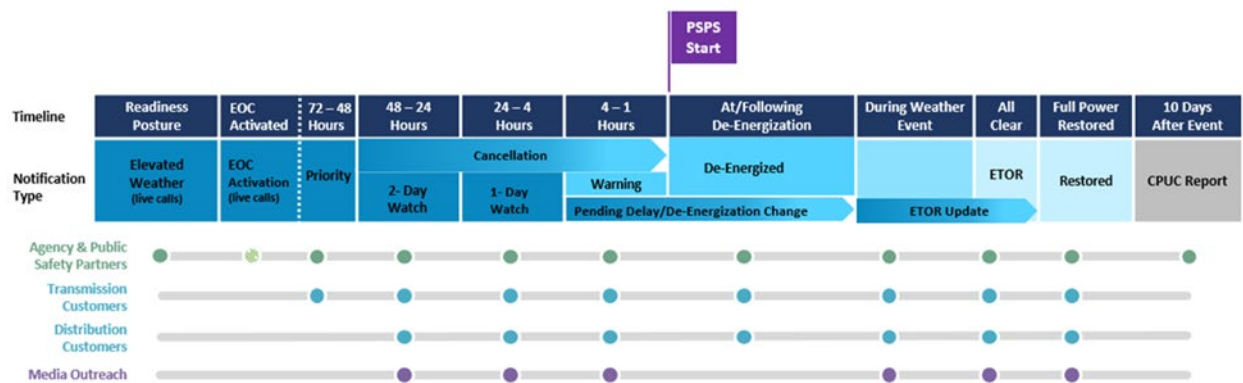 PSPS
Start
Timeline
Readiness
Posture
EOC
Activated
72 – 48
Hours
48 – 24
Hours
24 – 4
Hours
4 – 1
Hours
At/Following
De-Energization
During Weather
Event
All
Clear
Full Power
Restored
10 Days
After Event
Notification
Type
Elevated
Weather
(live calls)
EOC
Activation
(live calls)
Priority
Cancellation
2- Day
Watch
1- Day
Watch
Warning
De-Energized
Pending Delay/De-Energization Change
ETOR Update
ETOR
Restored
CPUC Report
Agency & Public
Safety Partners
Transmission
Customers
Distribution
Customers
Media Outreach